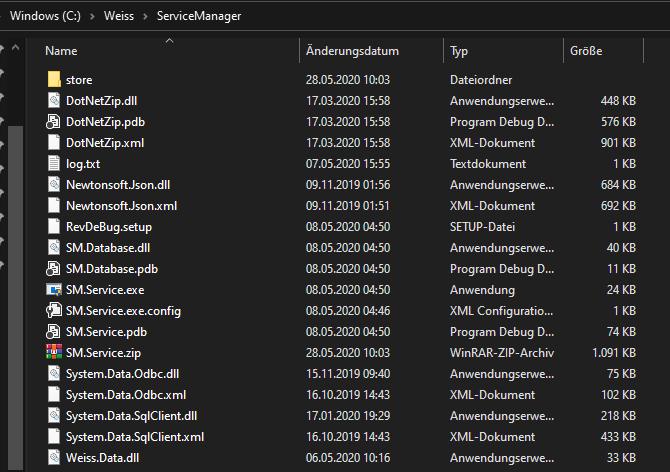 Windows (C:) > Weiss > ServiceManager
Name Änderungsdatum Typ Größe
store 28.05.2020 10:03 Dateiordner
DotNetZip.dll 17.03.2020 15:58 Anwendungserwe... 448 KB
DotNetZip.pdb 17.03.2020 15:58 Program Debug D... 576 KB
DotNetZip.xml 17.03.2020 15:58 XML-Dokument 901 KB
log.txt 07.05.2020 15:55 Textdokument 1 KB
Newtonsoft.Json.dll 09.11.2019 01:56 Anwendungserwe... 684 KB
Newtonsoft.Json.xml 09.11.2019 01:51 XML-Dokument 692 KB
RevDeBug.setup 08.05.2020 04:50 SETUP-Datei 1 KB
SM.Database.dll 08.05.2020 04:50 Anwendungserwe... 40 KB
SM.Database.pdb 08.05.2020 04:50 Program Debug D... 11 KB
SM.Service.exe 08.05.2020 04:50 Anwendung 24 KB
SM.Service.exe.config 08.05.2020 04:46 XML Configuratio... 1 KB
SM.Service.pdb 08.05.2020 04:50 Program Debug D... 74 KB
SM.Service.zip 28.05.2020 10:03 WinRAR-ZIP-Archiv 1.091 KB
System.Data.Odbc.dll 15.11.2019 09:40 Anwendungserwe... 75 KB
System.Data.Odbc.xml 16.10.2019 14:43 XML-Dokument 102 KB
System.Data.SqlClient.dll 17.01.2020 19:29 Anwendungserwe... 218 KB
System.Data.SqlClient.xml 16.10.2019 14:43 XML-Dokument 433 KB
Weiss.Data.dll 06.05.2020 10:16 Anwendungserwe... 33 KB